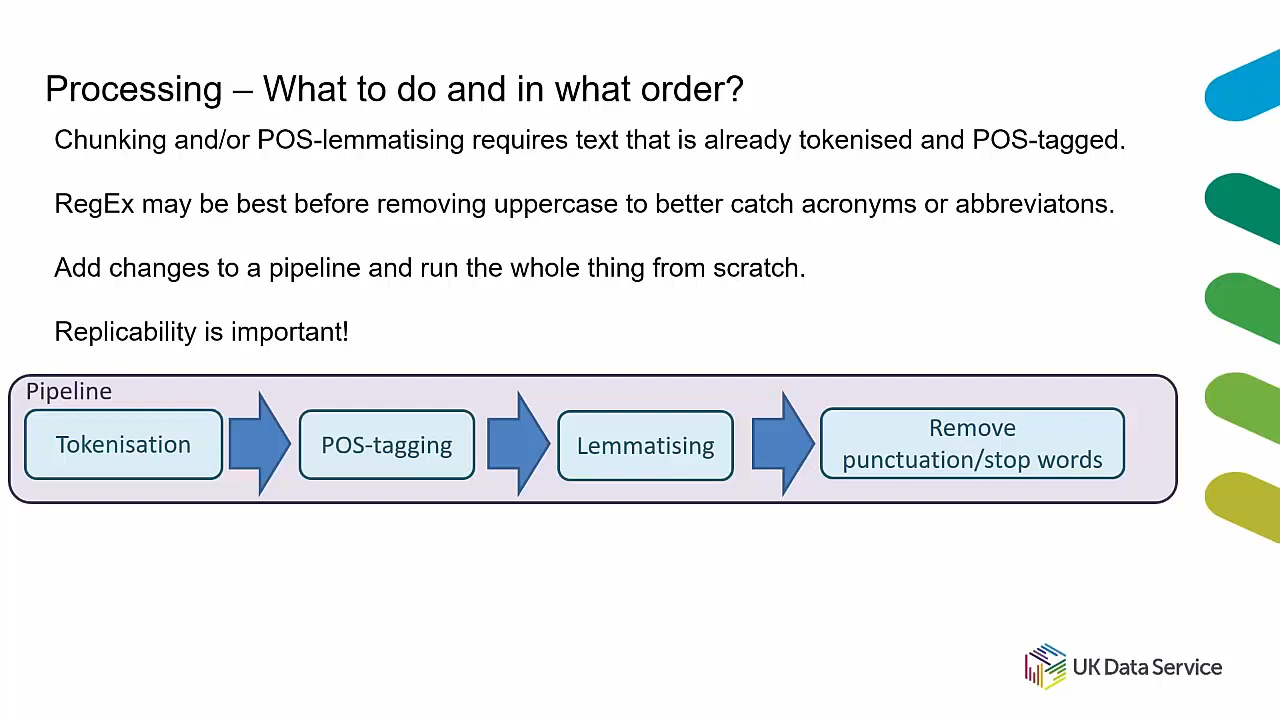 Processing – What to do and in what order?
Chunking and/or POS-lemmatising requires text that is already tokenised and POS-tagged.
RegEx may be best before removing uppercase to better catch acronyms or abbreviatons.
Add changes to a pipeline and run the whole thing from scratch.
Replicability is important!
Pipeline
Tokenisation
POS-tagging
Lemmatising
Remove
punctuation/stop words
UK Data Service